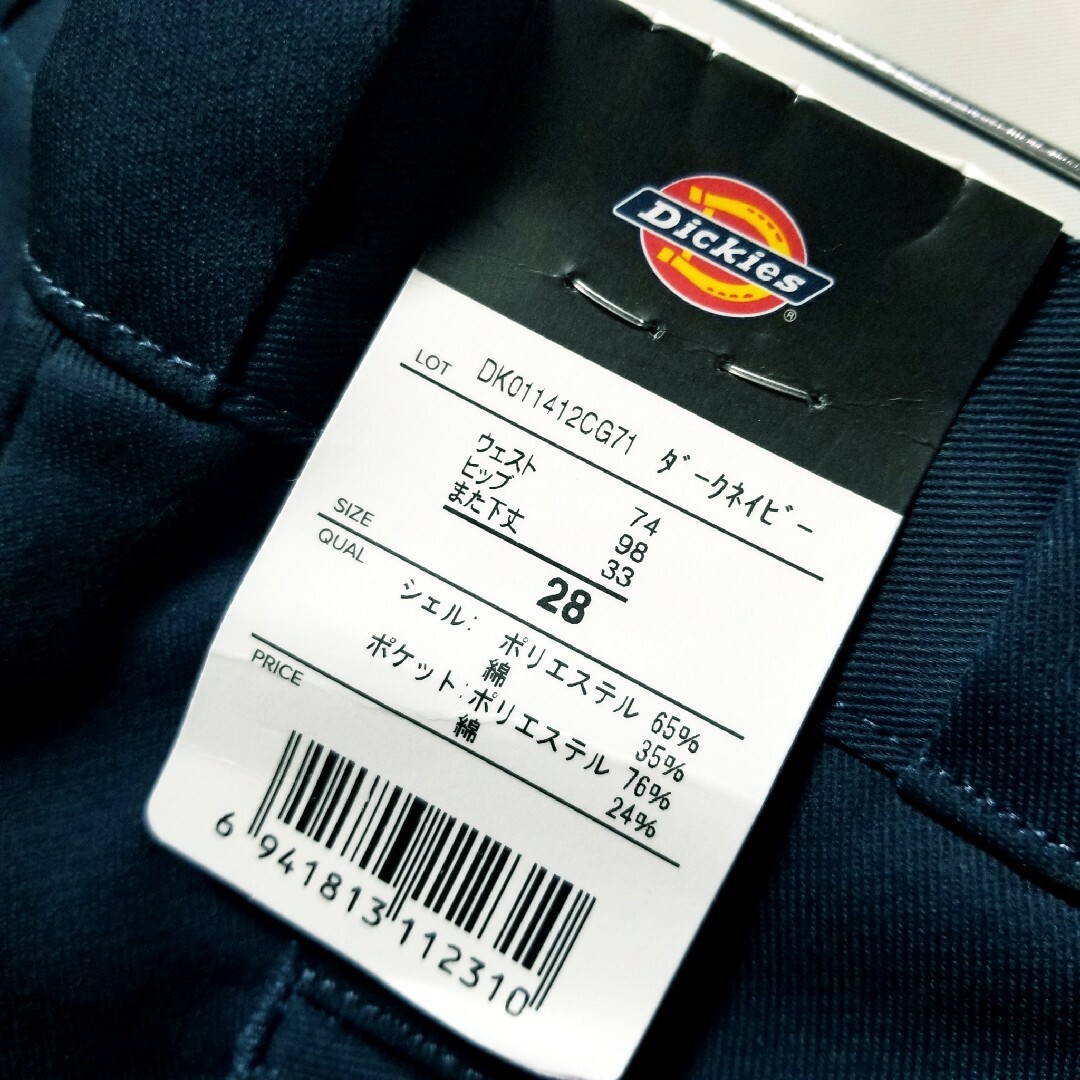 Dickies
®
LOT DK011412CG71 ﾀﾞｰｸﾈｲﾋﾞｰ
ウェスト 74
ヒップ 98
また下丈 33
SIZE 28
QUAL シェル: ポリエステル 65%
綿 35%
ポケット:ポリエステル 76%
綿 24%
PRICE
6 941813 112310